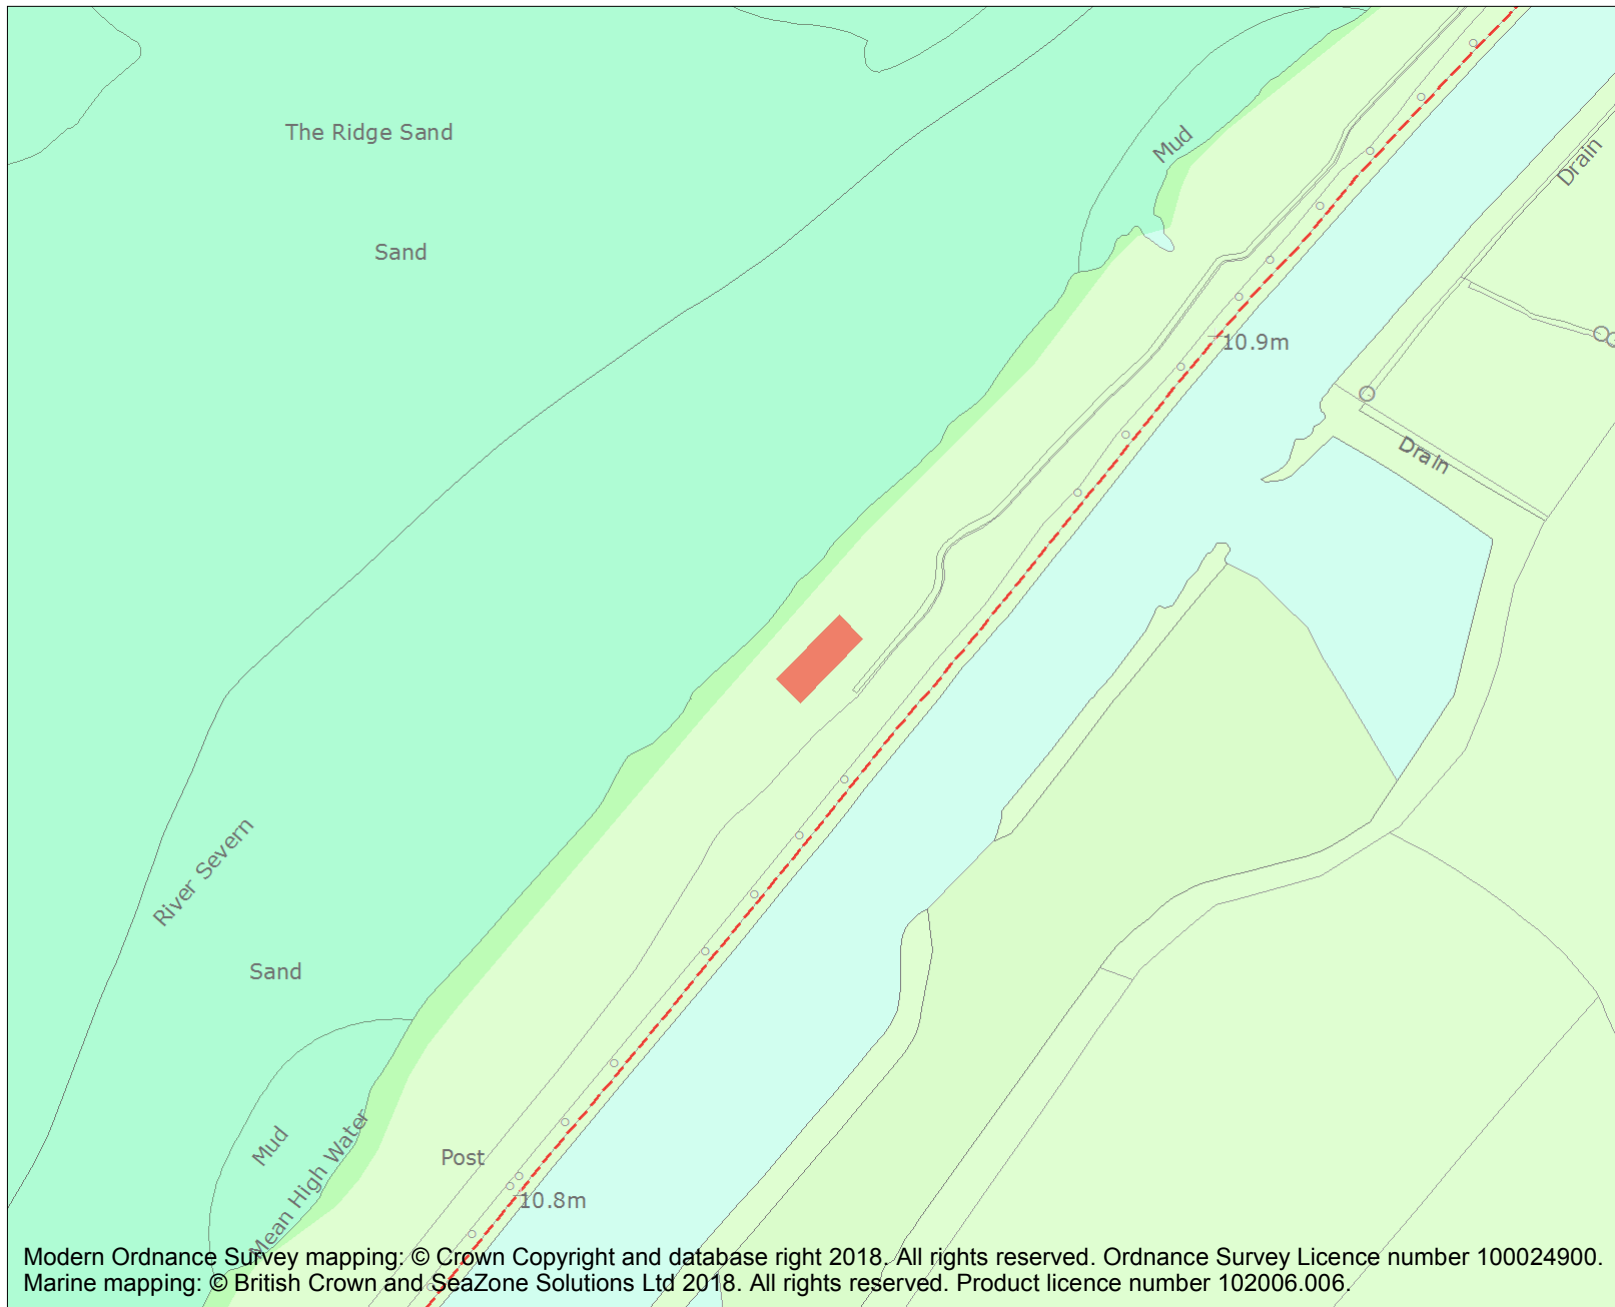 The Ridge Sand
Mud
Drain
Sand
10.9m
Drain
River Severn
Sand
Mud
Mean High Water
Post
10.8m
Modern Ordnance Survey mapping: © Crown Copyright and database right 2018. All rights reserved. Ordnance Survey Licence number 100024900.
Marine mapping: © British Crown and SeaZone Solutions Ltd 2018. All rights reserved. Product licence number 102006.006.